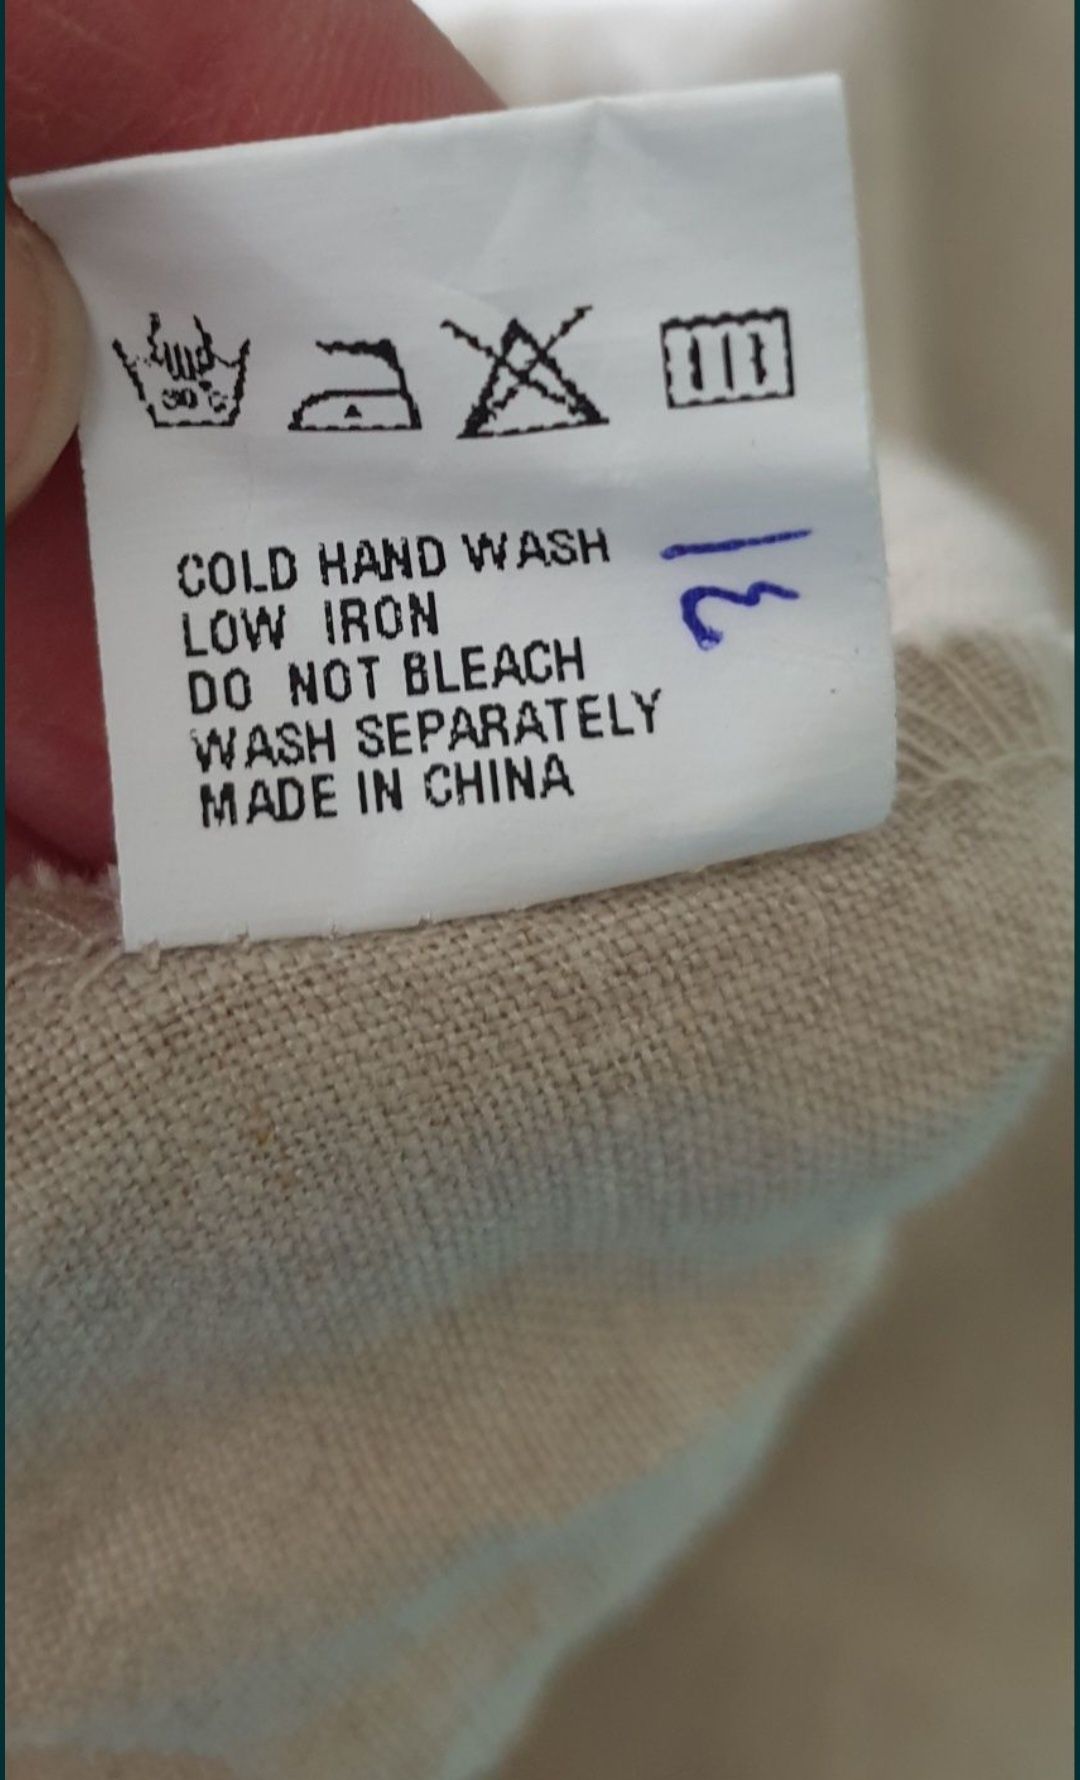 30°C
COLD HAND WASH
LOW IRON
DO NOT BLEACH
WASH SEPARATELY
MADE IN CHINA